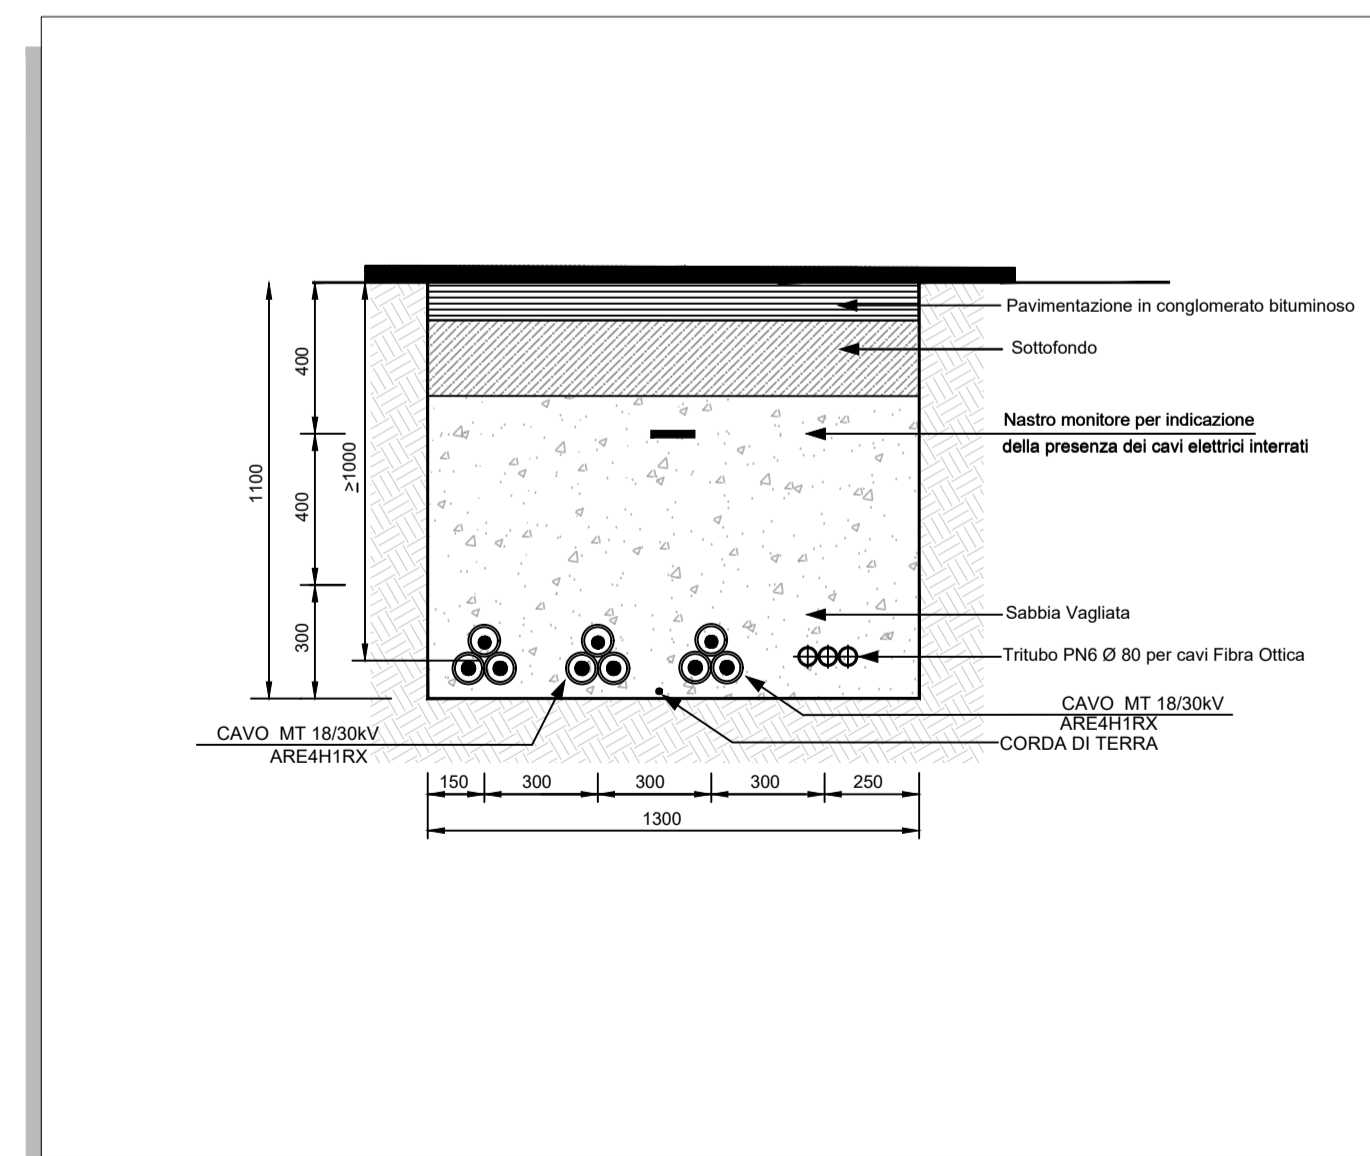 Pavimentazione in conglomerato bituminoso
Sottofondo
Nastro monitore per indicazione
della presenza dei cavi elettrici interrati
400
≥1000
1100
400
300
Sabbia Vagliata
Tritubo PN6 Ø 80 per cavi Fibra Ottica
CAVO MT 18/30kV
ARE4H1RX
CORDA DI TERRA
CAVO MT 18/30kV
ARE4H1RX
150 300 300 300 250
1300